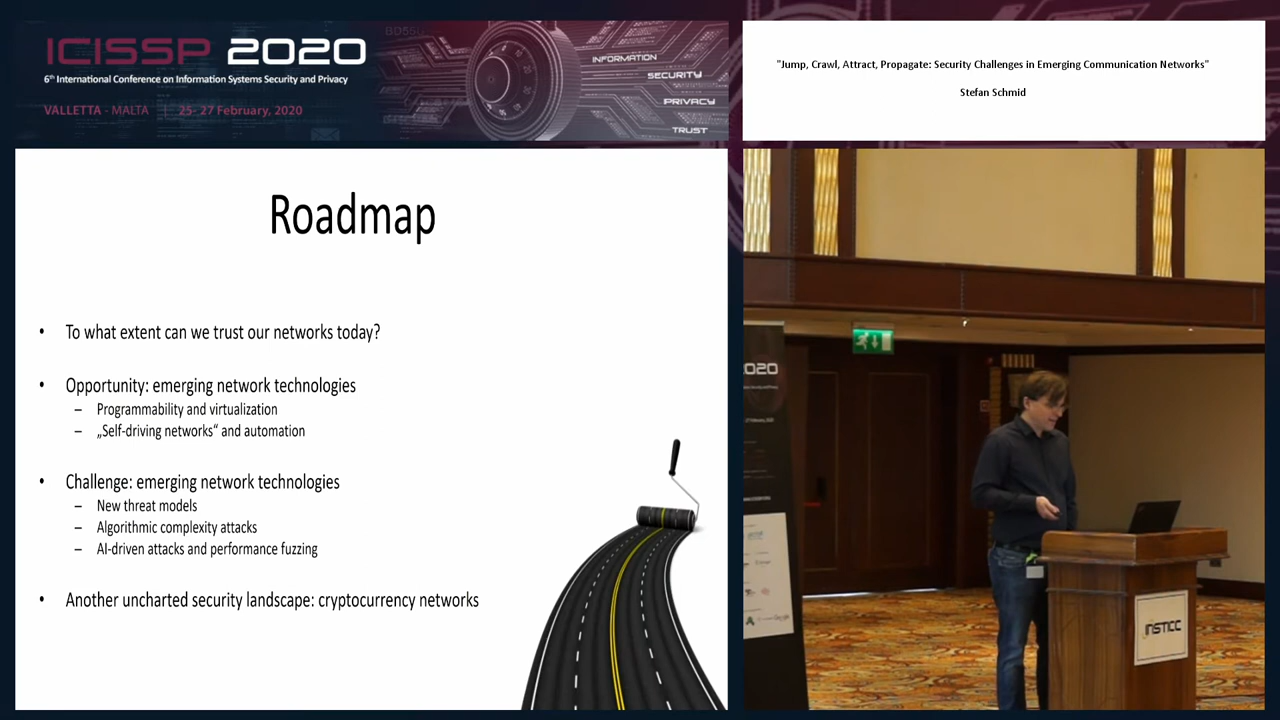 ICISSP 2020
6th International Conference on Information Systems Security and Privacy
VALLETTA - MALTA | 25- 27 February, 2020
BD55
INFORMATION
SECURITY
PRIVACY
TRUST
"Jump, Crawl, Attract, Propagate: Security Challenges in Emerging Communication Networks"
Stefan Schmid
Roadmap
• To what extent can we trust our networks today?
• Opportunity: emerging network technologies
– Programmability and virtualization
– „Self-driving networks“ and automation
• Challenge: emerging network technologies
– New threat models
– Algorithmic complexity attacks
– AI-driven attacks and performance fuzzing
• Another uncharted security landscape: cryptocurrency networks
020
INSTICC